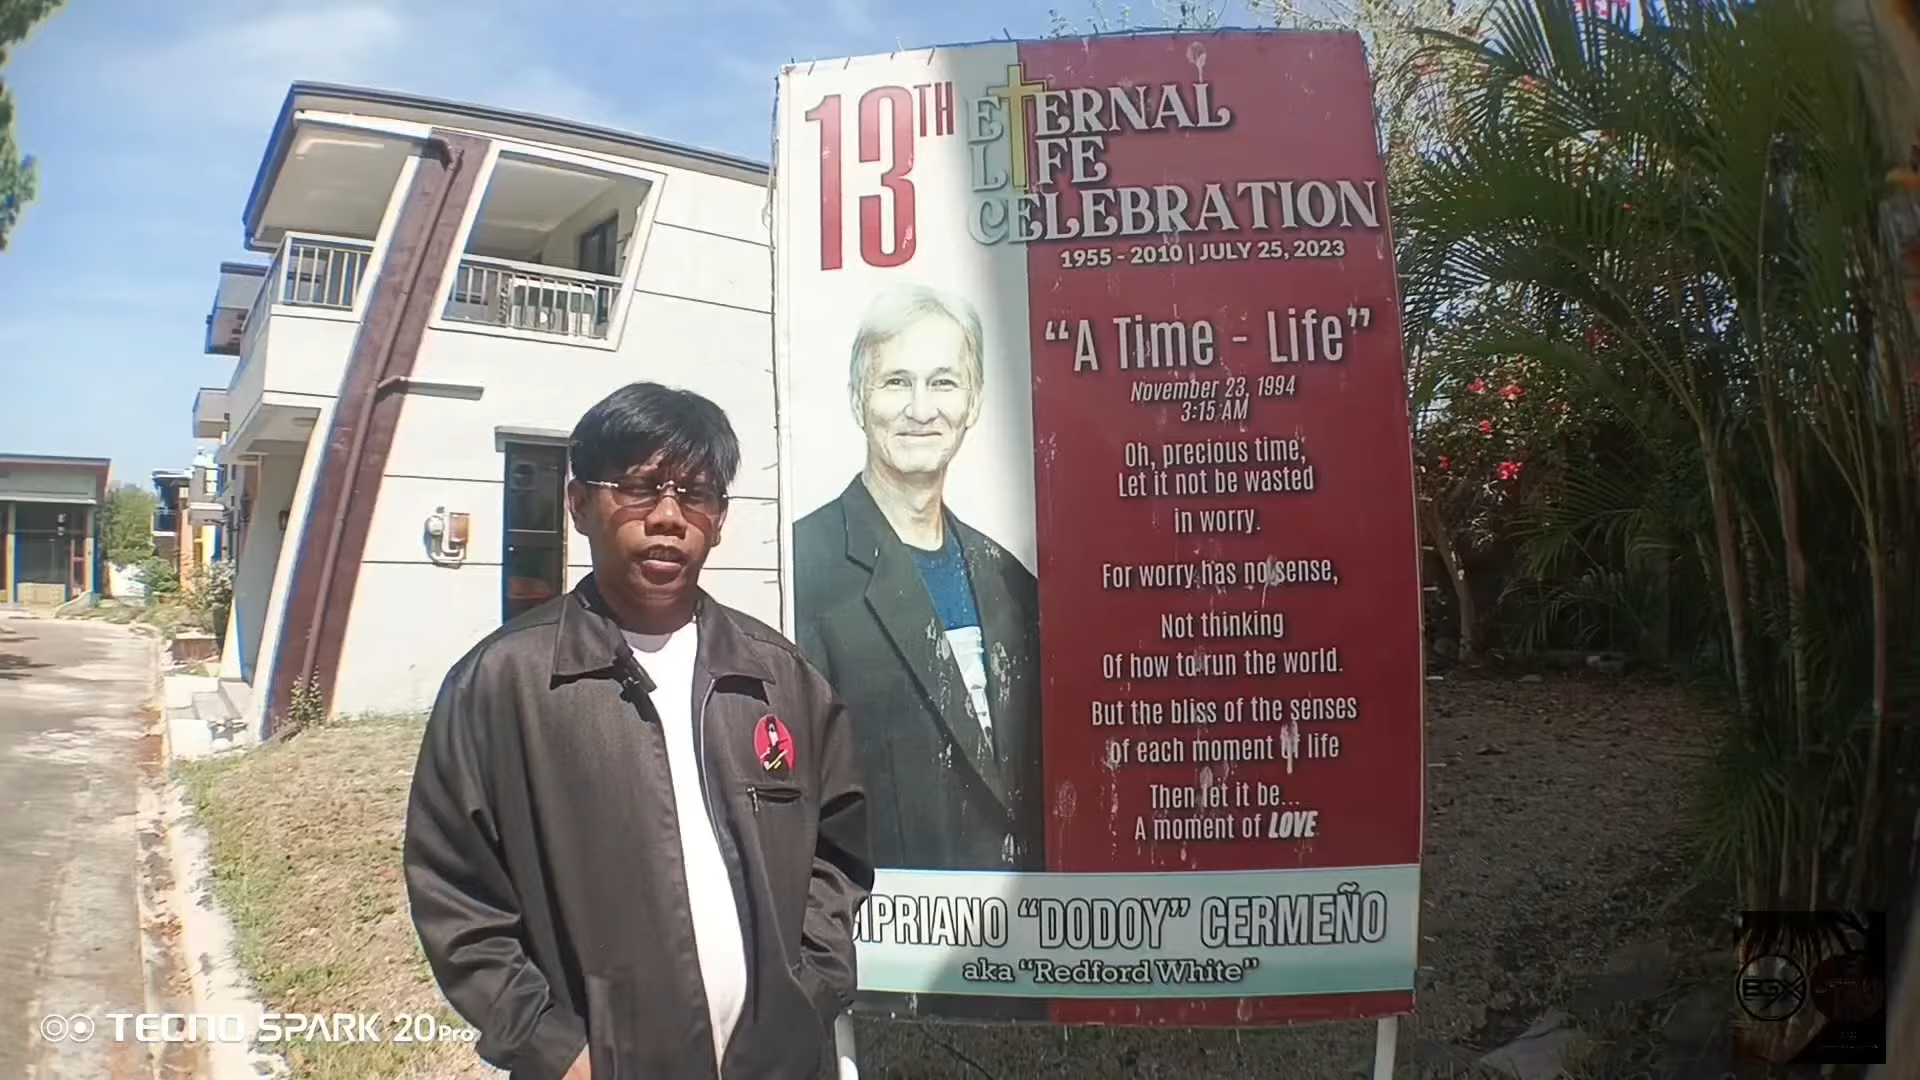 13TH
ETERNAL
LIFE
CELEBRATION
1955 - 2010 | JULY 25, 2023
“A Time - Life”
November 23, 1994
3:15 AM
Oh, precious time,
Let it not be wasted
in worry.
For worry has no sense,
Not thinking
Of how to run the world.
But the bliss of the senses
of each moment of life
Then let it be...
A moment of LOVE
CIPRIANO “DODOY” CERMEÑO
aka “Redford White”
TECNO SPARK 20Pro
EGX